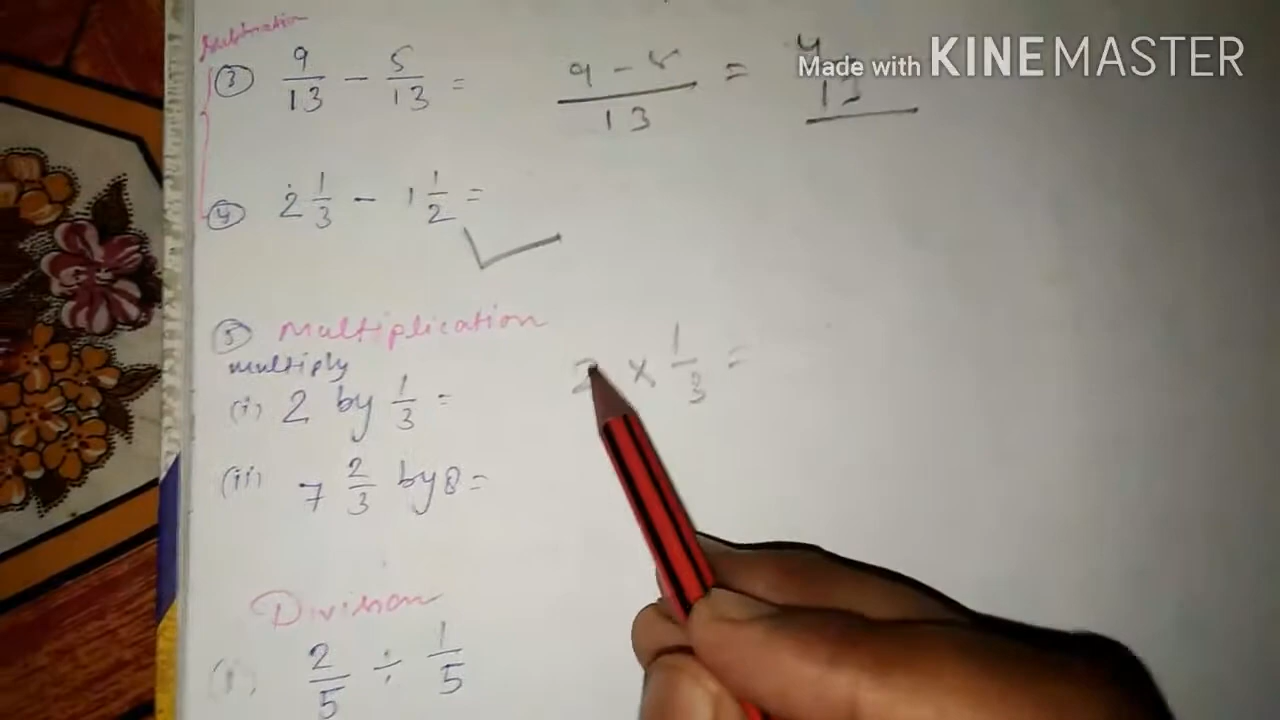 Subtraction
③ 9/13 - 5/13 = 9-5/13 = 4/13
④ 2 1/3 - 1 1/2 =
⑤ Multiplication
multiply
(i) 2 by 1/3 = 2 × 1/3 =
(ii) 7 2/3 by 8 =
Division
(i) 2/5 ÷ 1/5
Made with KINEMASTER